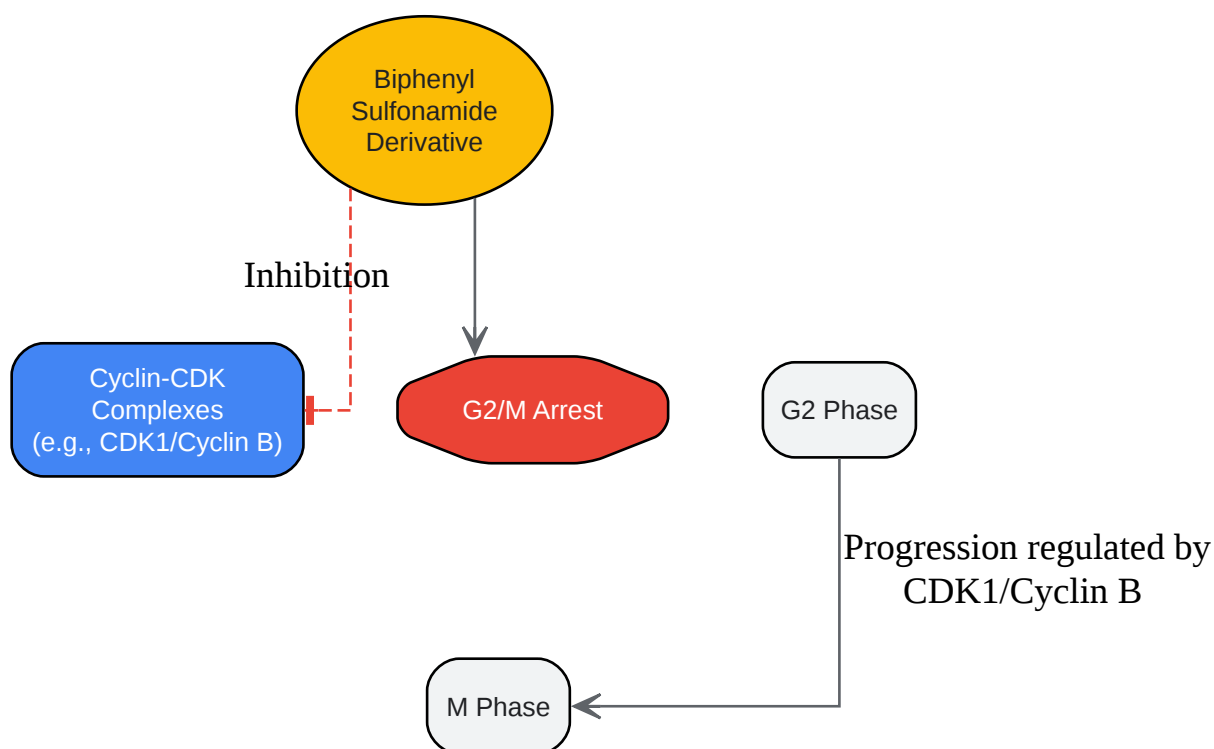 Biphenyl
Sulfonamide
Derivative
Inhibition
Cyclin-CDK
Complexes
(e.g., CDK1/Cyclin B)
G2/M Arrest
G2 Phase
Progression regulated by
CDK1/Cyclin B
M Phase